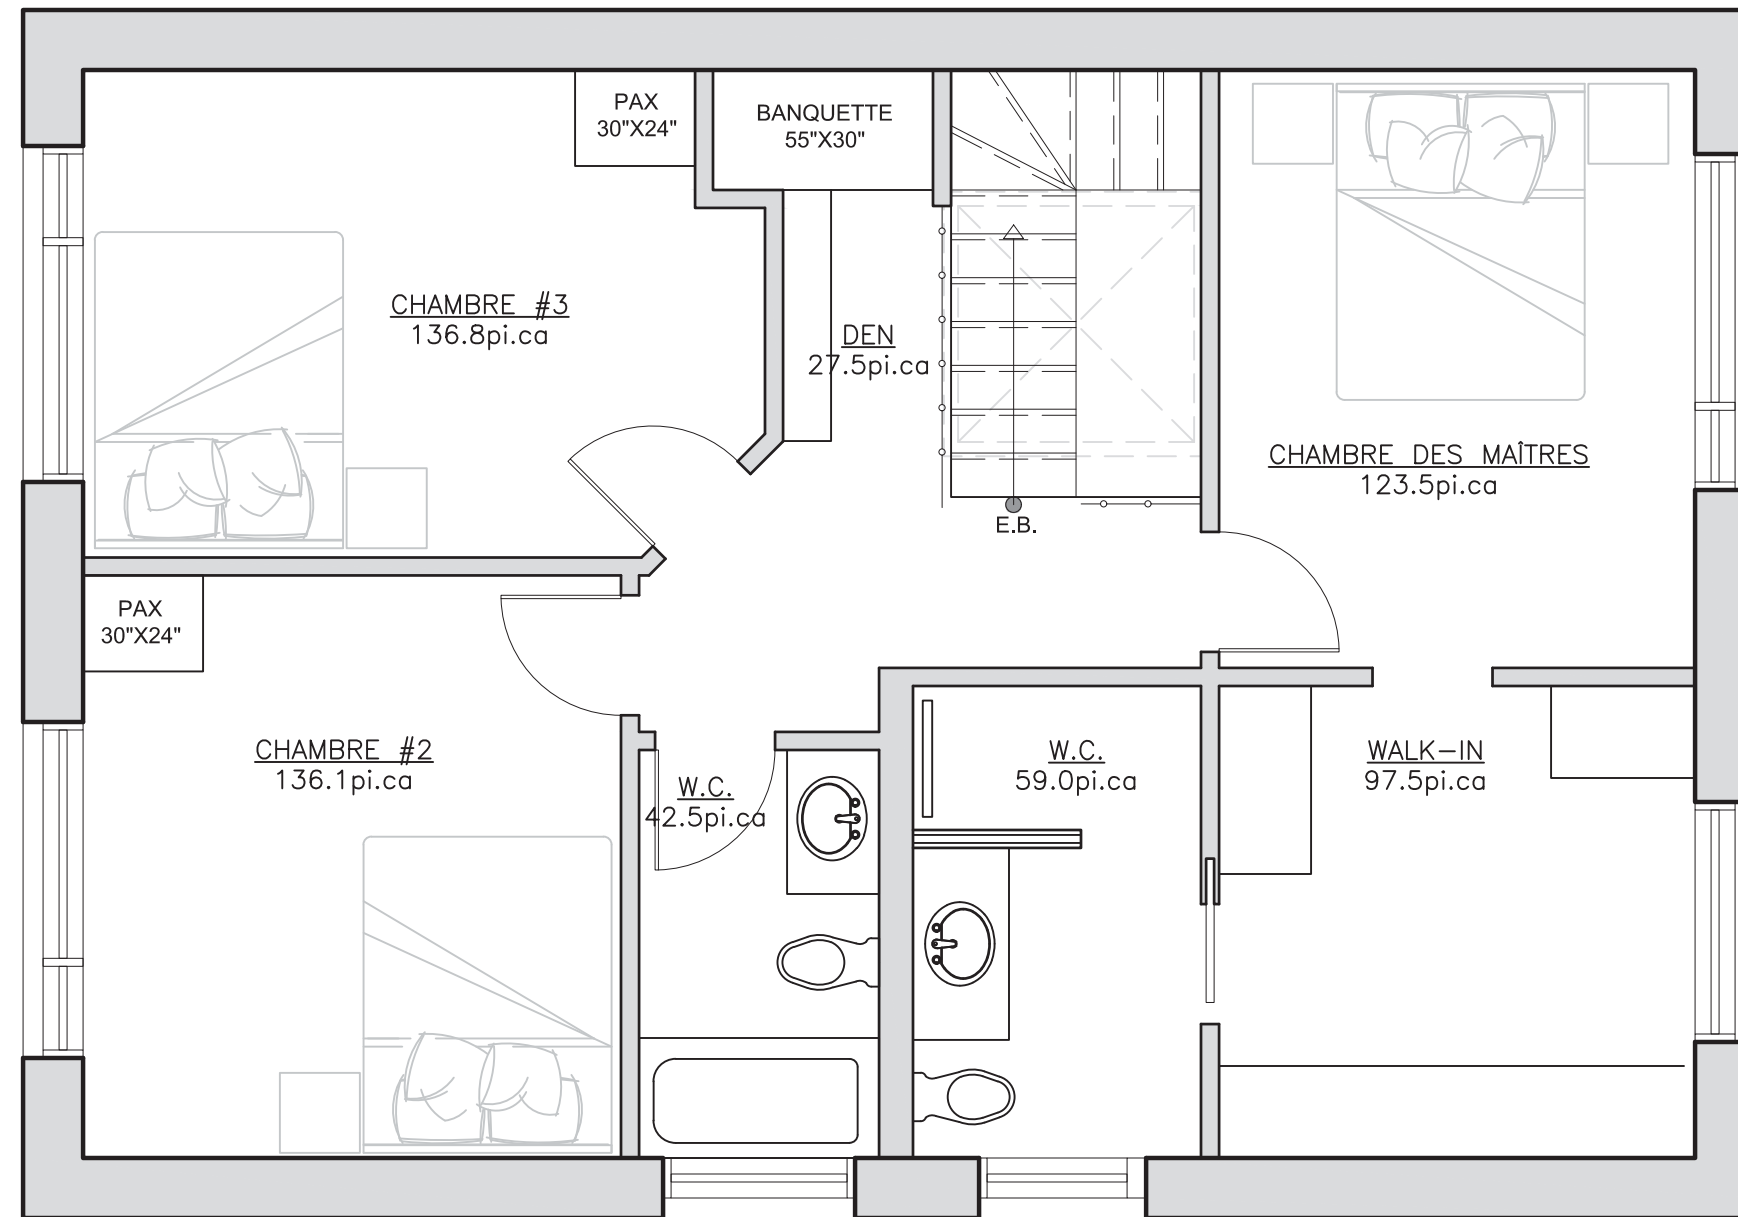 PAX
30"X24"
BANQUETTE
55"X30"
CHAMBRE #3
136.8pi.ca
DEN
27.5pi.ca
CHAMBRE DES MAÎTRES
123.5pi.ca
E.B.
PAX
30"X24"
CHAMBRE #2
136.1pi.ca
W.C.
42.5pi.ca
W.C.
59.0pi.ca
WALK-IN
97.5pi.ca